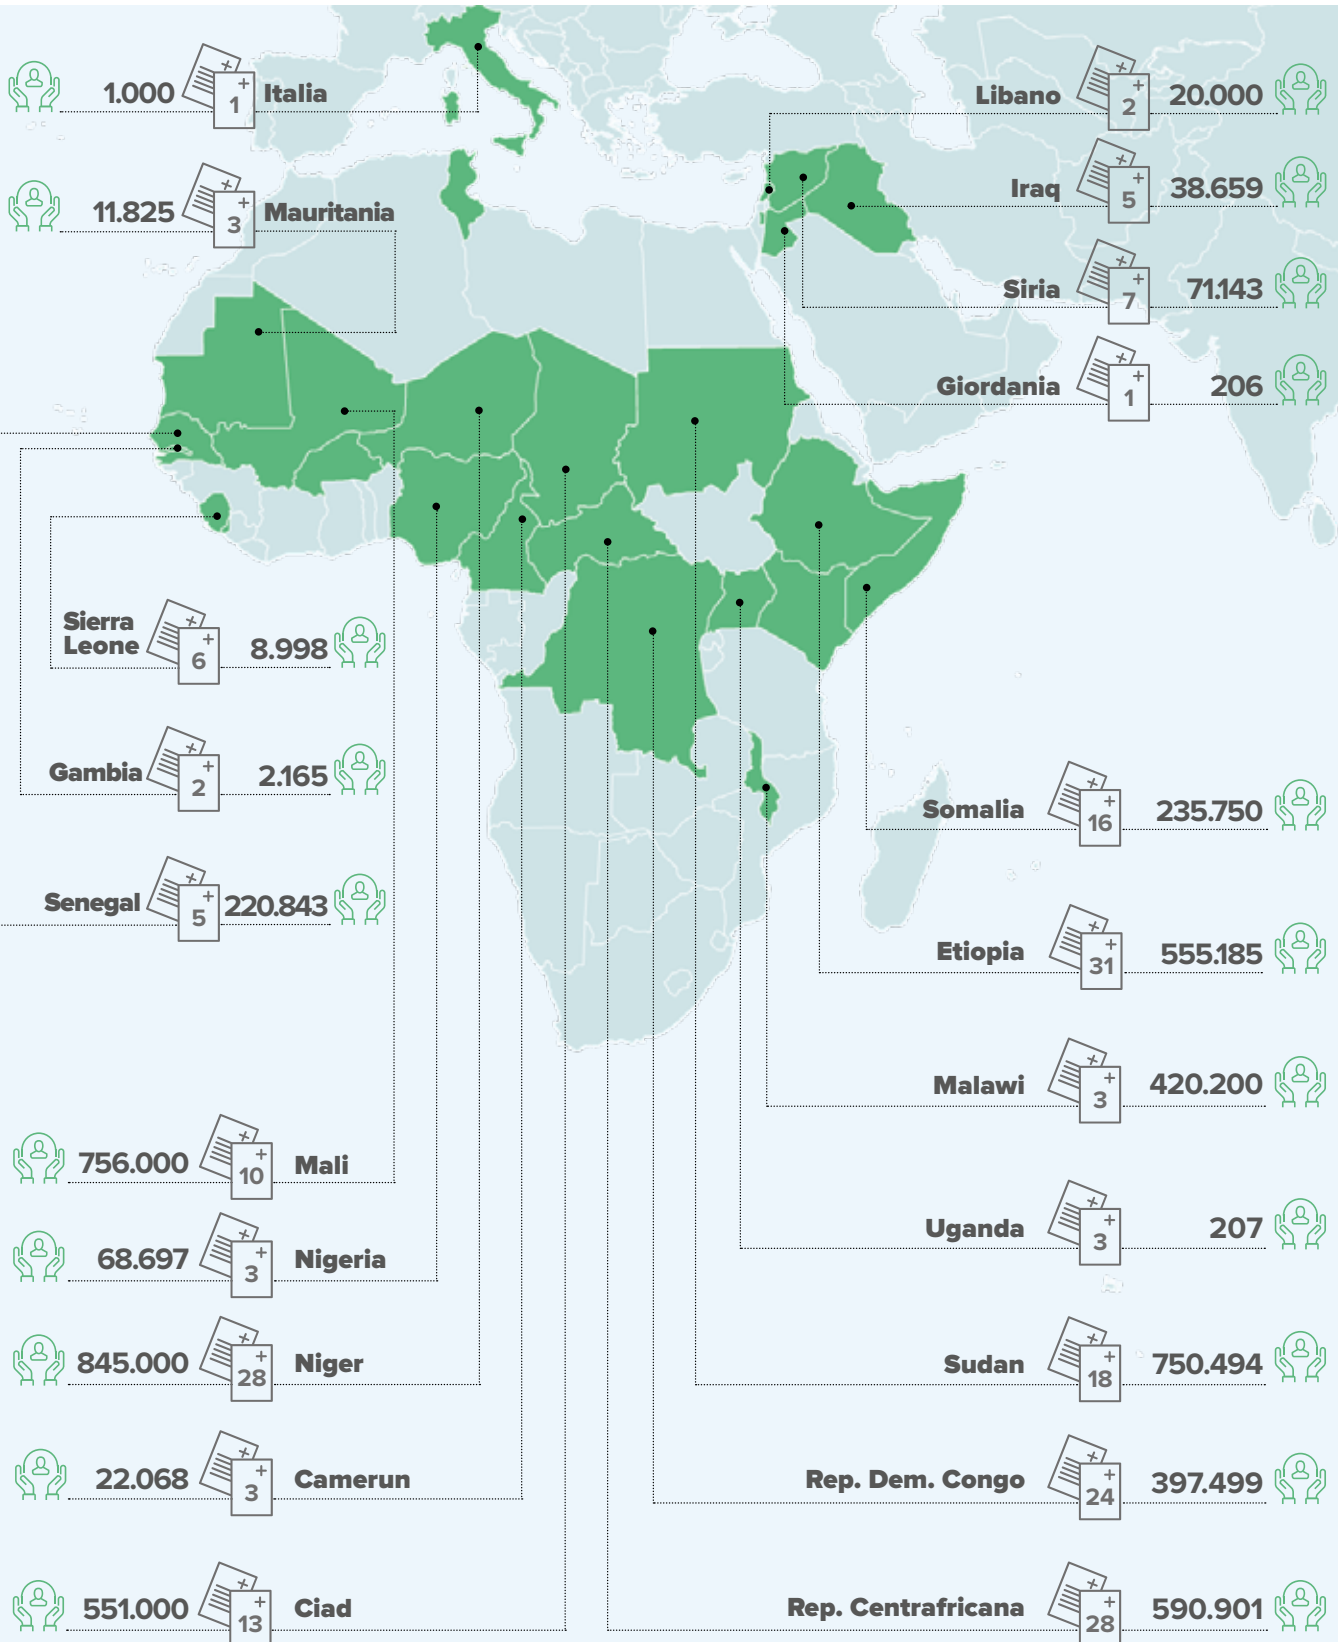 1.000 + + 1 Italia
11.825 + + 3 Mauritania
Libano + + 2 20.000
Iraq + + 5 38.659
Siria + + 7 71.143
Giordania + + 1 206
Sierra
Leone + + 6 8.998
Gambia + + 2 2.165
Senegal + + 5 220.843
756.000 + + 10 Mali
68.697 + + 3 Nigeria
845.000 + + 28 Niger
22.068 + + 3 Camerun
551.000 + + 13 Ciad
Somalia + + 16 235.750
Etiopia + + 31 555.185
Malawi + + 3 420.200
Uganda + + 3 207
Sudan + + 18 750.494
Rep. Dem. Congo + + 24 397.499
Rep. Centrafricana + + 28 590.901